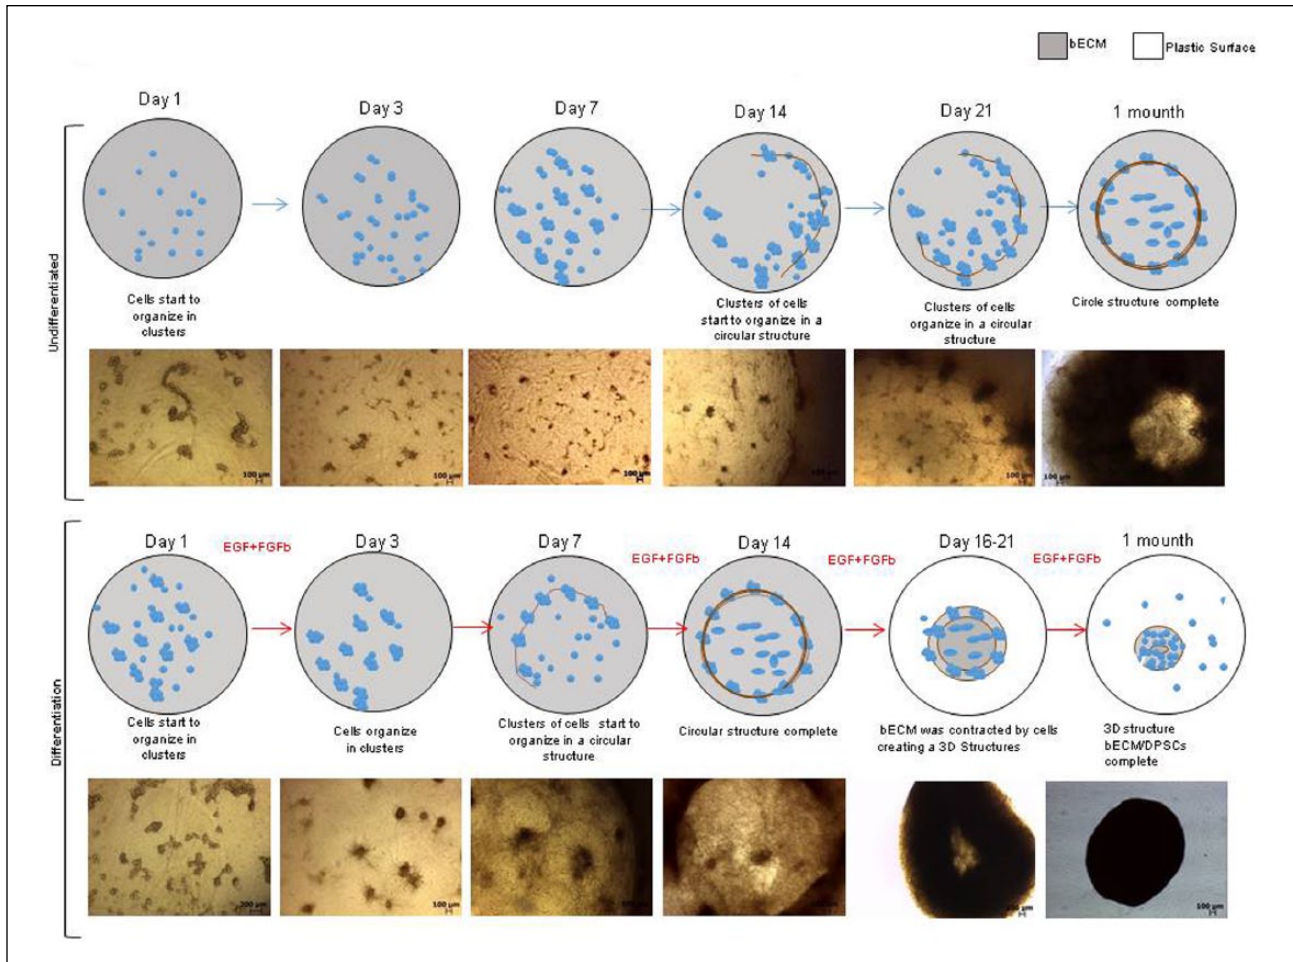 bECM
Plastic Surface
Day 1
Day 3
Day 7
Day 14
Day 21
1 mounth
Undifferentiated
Cells start to
organize in
clusters
Clusters of cells
start to organize in a
circular structure
Clusters of cells
organize in a circular
structure
Circle structure complete
100 µm
100 µm
100 µm
100 µm
100 µm
100 µm
Day 1
EGF+FGFb
Day 3
Day 7
EGF+FGFb
Day 14
EGF+FGFb
Day 16-21
EGF+FGFb
1 mounth
Differentiation
Cells start to
organize in
clusters
Cells organize
in clusters
Clusters of cells start to
organize in a circular
structure
Circular structure complete
bECM was contracted by cells
creating a 3D Structures
3D structure
bECM/DPSCs
complete
200 µm
100 µm
100 µm
100 µm